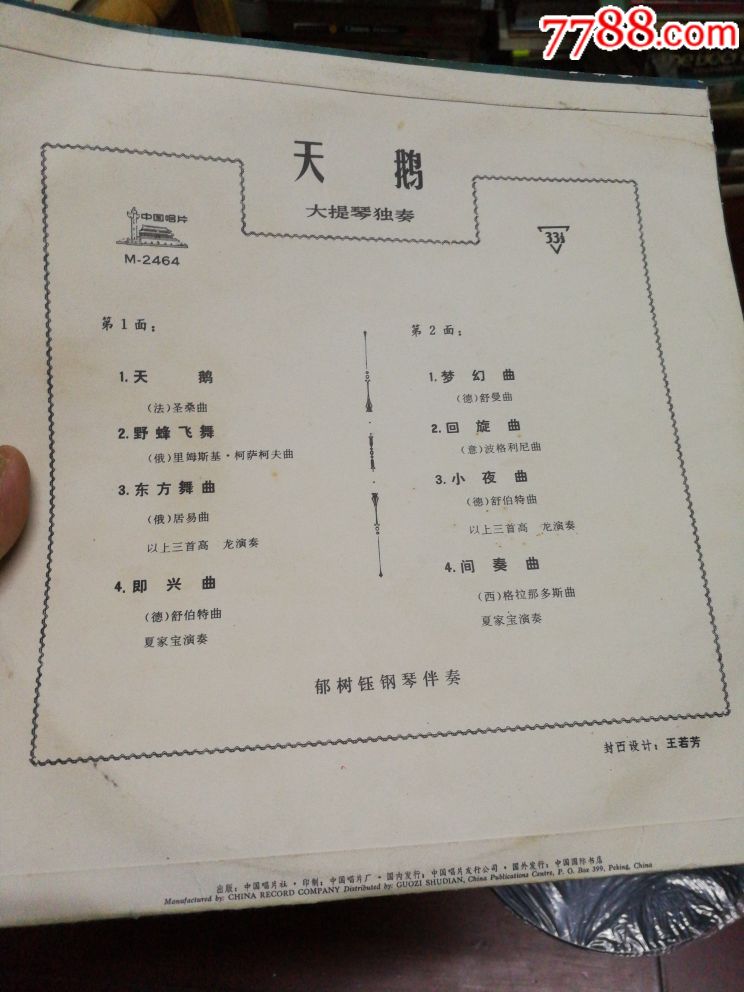 7788.com
天 鹅
大提琴独奏
中国唱片
M-2464
33⅓
第1面：
1. 天 鹅
（法）圣桑曲
2. 野蜂飞舞
（俄）里姆斯基·柯萨柯夫曲
3. 东方舞曲
（俄）居易曲
以上三首高 龙演奏
4. 即兴曲
（德）舒伯特曲
夏家宝演奏
第2面：
1. 梦幻曲
（德）舒曼曲
2. 回旋曲
（意）波格利尼曲
3. 小夜曲
（德）舒伯特曲
以上三首高 龙演奏
4. 间奏曲
（西）格拉那多斯曲
夏家宝演奏
郁树钰钢琴伴奏
封面设计：王若芳
出版：中国唱片社·印制：中国唱片厂·国内发行：中国唱片发行公司·国外发行：中国国际书店
Manufactured by: CHINA RECORD COMPANY Distributed by: GUOZI SHUDIAN, China Publications Centre, P. O. Box 399, Peking, China